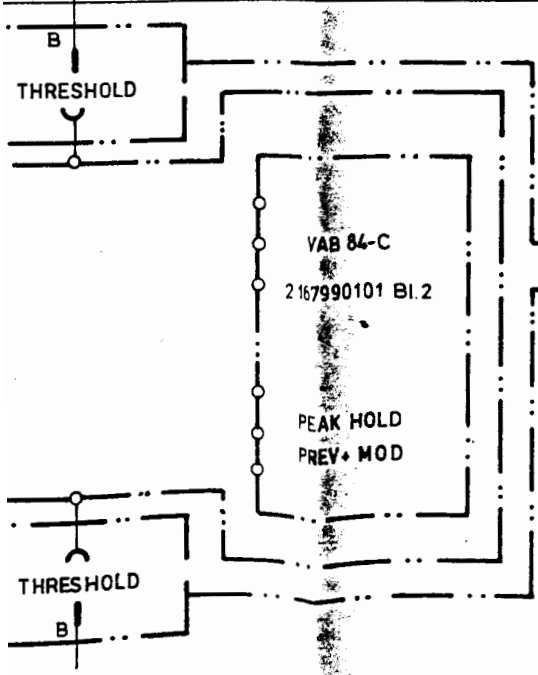 B
THRESHOLD
VAB 84-C
2167990101 Bl.2
PEAK HOLD
PREV+ MOD
THRESHOLD
B